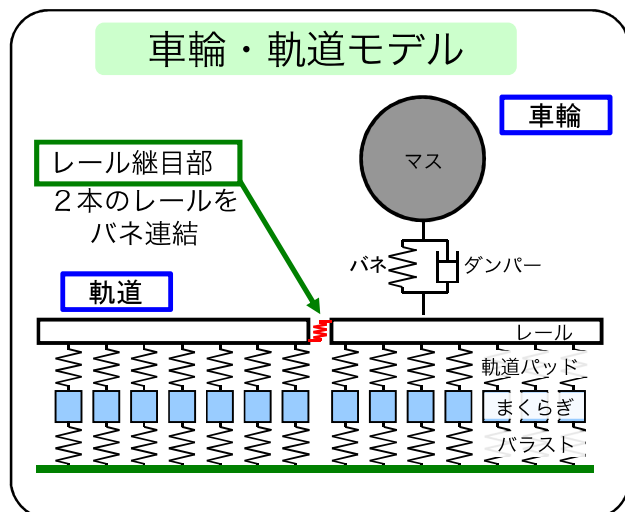 車輪・軌道モデル
車輪
レール継目部
２本のレールを
バネ連結
マス
バネ
ダンパー
軌道
レール
軌道パッド
まくらぎ
バラスト